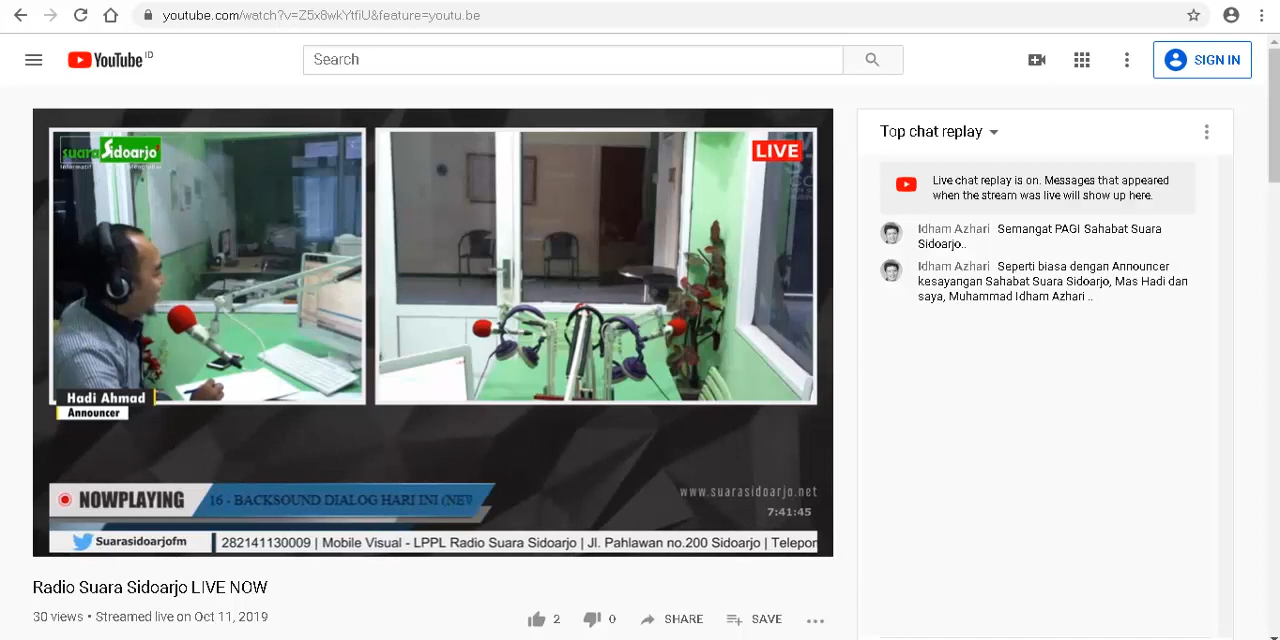 youtube.com/watch?v=Z5x8wkYtfiU&feature=youtu.be
YouTube ID
Search
SIGN IN
suara Sidoarjo
LIVE
Hadi Ahmad
Announcer
NOWPLAYING
16 - BACKSOUND DIALOG HARI INI (NEW
www.suarasidoarjo.net
7:41:45
Suarasidoarjofm
282141130009 | Mobile Visual - LPPL Radio Suara Sidoarjo | Jl. Pahlawan no.200 Sidoarjo | Telepor
Radio Suara Sidoarjo LIVE NOW
30 views • Streamed live on Oct 11, 2019
2
0
SHARE
SAVE
Top chat replay
Live chat replay is on. Messages that appeared
when the stream was live will show up here.
Idham Azhari Semangat PAGI Sahabat Suara
Sidoarjo..
Idham Azhari Seperti biasa dengan Announcer
kesayangan Sahabat Suara Sidoarjo, Mas Hadi dan
saya, Muhammad Idham Azhari ..